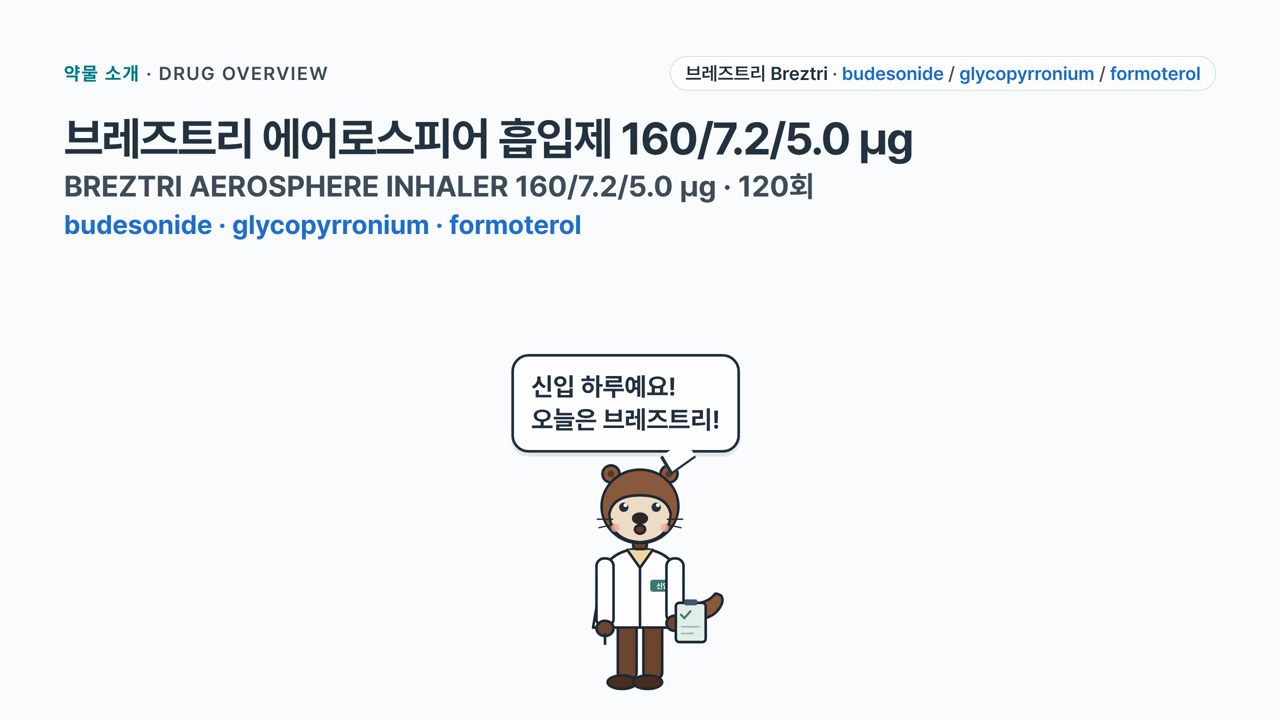 약물 소개 · DRUG OVERVIEW
브레즈트리 Breztri · budesonide / glycopyrronium / formoterol
브레즈트리 에어로스피어 흡입제 160/7.2/5.0 µg
BREZTRI AEROSPHERE INHALER 160/7.2/5.0 µg · 120회
budesonide · glycopyrronium · formoterol
신입 하루예요!
오늘은 브레즈트리!